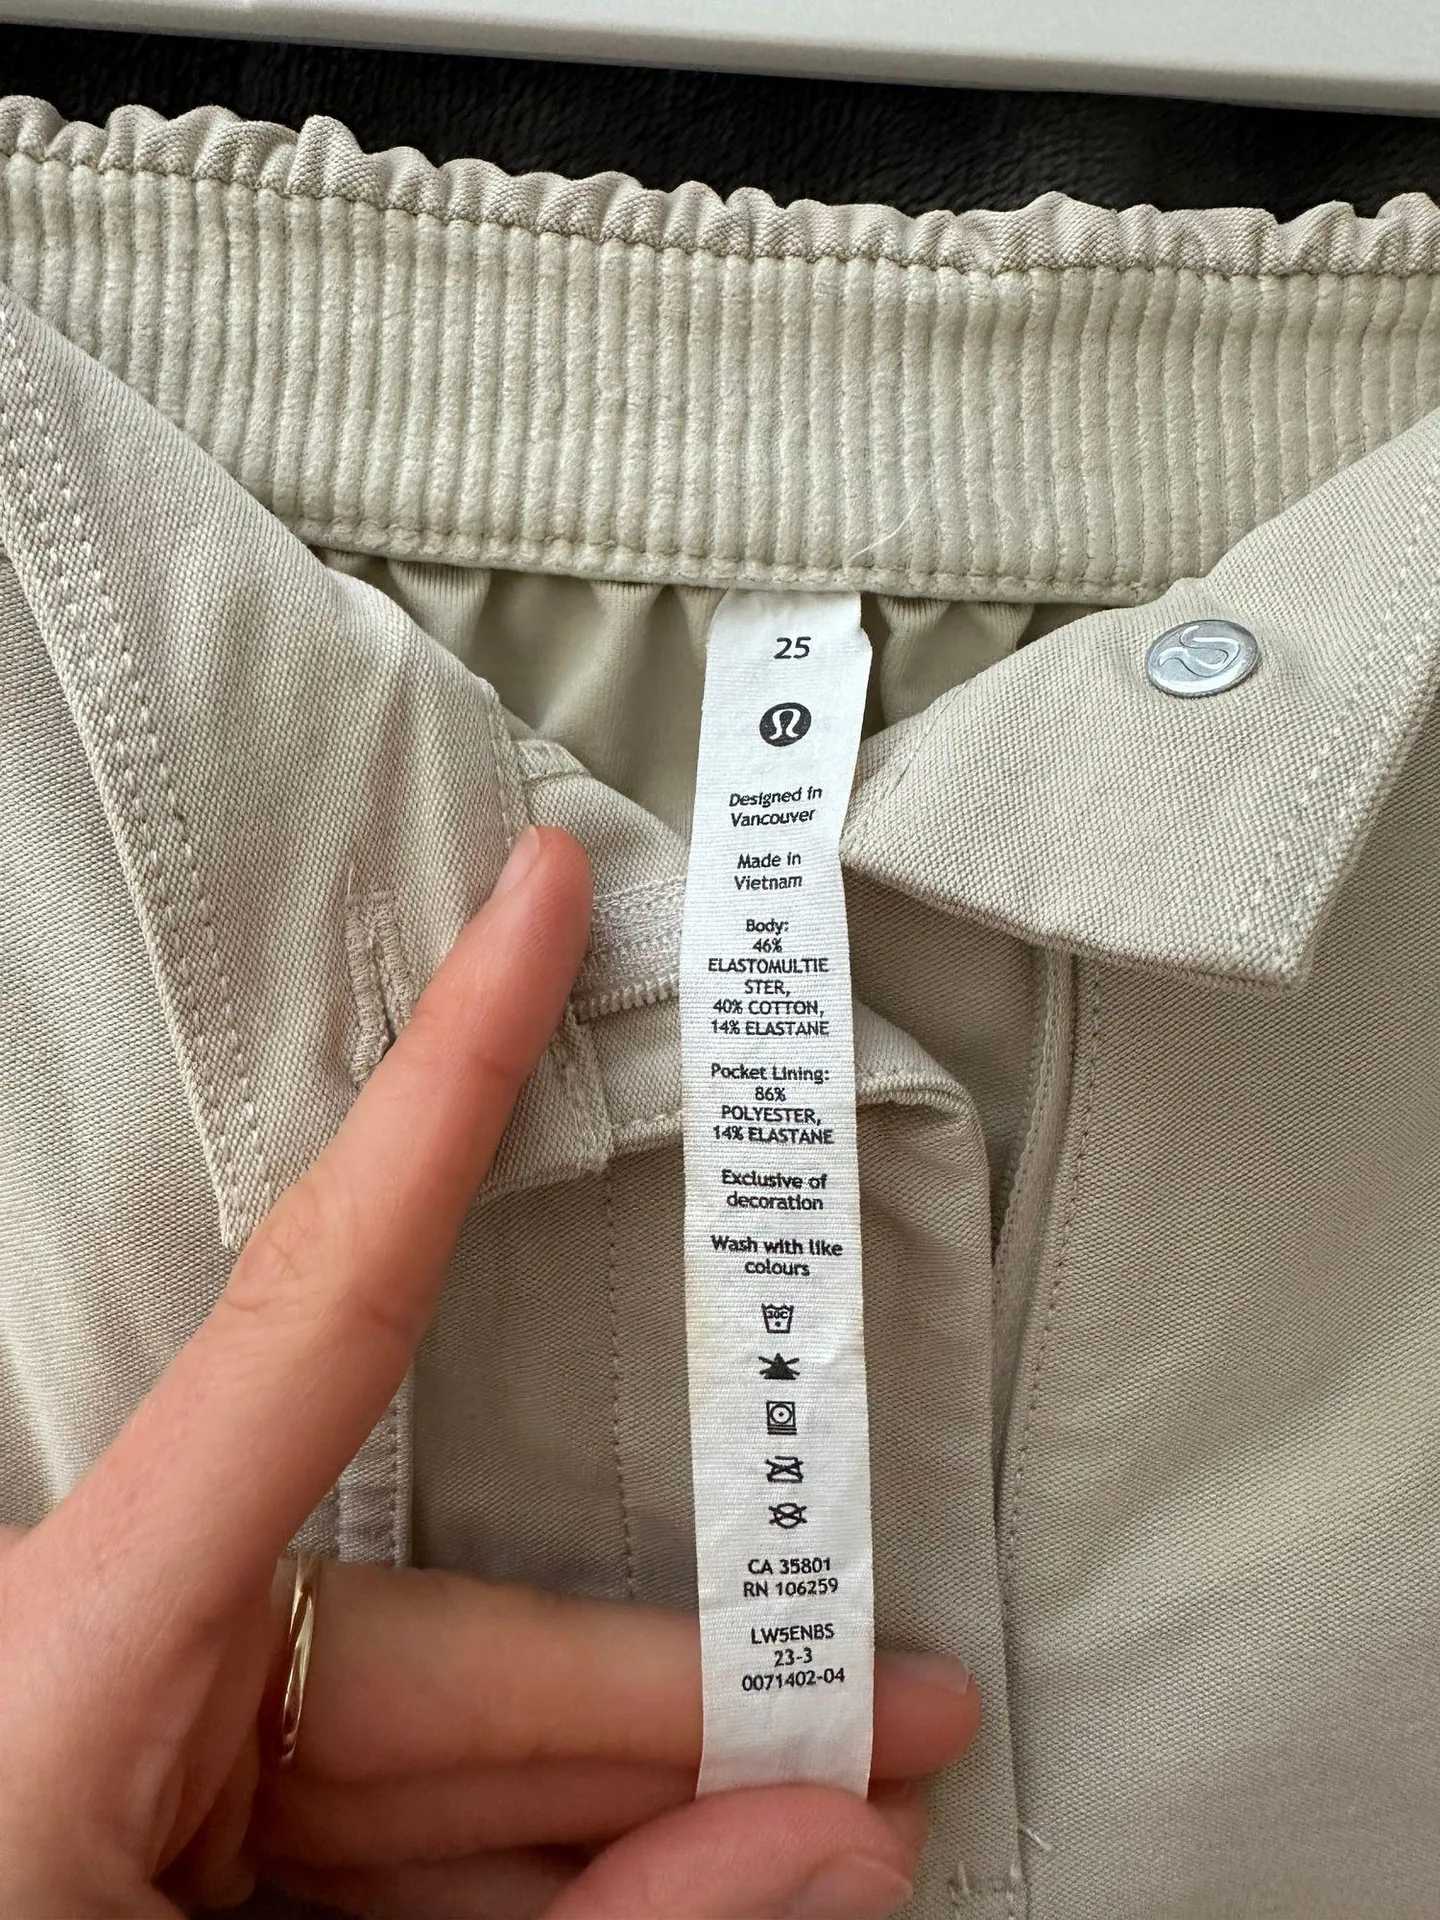 25
Designed in
Vancouver
Made in
Vietnam
Body:
46%
ELASTOMULTIE
STER,
40% COTTON,
14% ELASTANE
Pocket Lining:
86%
POLYESTER,
14% ELASTANE
Exclusive of
decoration
Wash with like
colours
30C
CA 35801
RN 106259
LW5ENBS
23-3
0071402-04